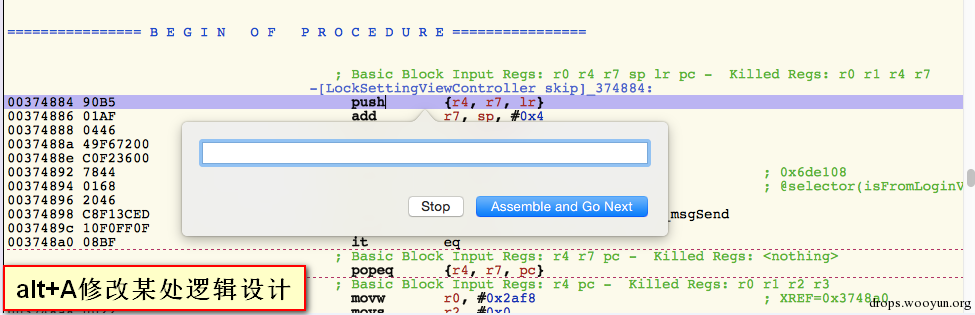 ================ B E G I N   O F   P R O C E D U R E ================
; Basic Block Input Regs: r0 r4 r7 sp lr pc -  Killed Regs: r0 r1 r4 r7
-[LockSettingViewController skip]_374884:
00374884 90B5 push {r4, r7, lr}
00374886 01AF add r7, sp, #0x4
00374888 0446
0037488a 49F67200
0037488e C0F23600
00374892 7844 ; 0x6de108
00374894 0168 ; @selector(isFromLoginV
00374896 2046
00374898 C8F13CED _msgSend
0037489c 10F0FF0F
003748a0 08BF it eq
Stop
Assemble and Go Next
; Basic Block Input Regs: r4 r7 pc -  Killed Regs: <nothing>
popeq {r4, r7, pc}
; Basic Block Input Regs: r4 pc -  Killed Regs: r0 r1 r2 r3
movw r0, #0x2af8 ; XREF=0x3748a0
movs r2, #0x0
alt+A修改某处逻辑设计
drops.wooyun.org